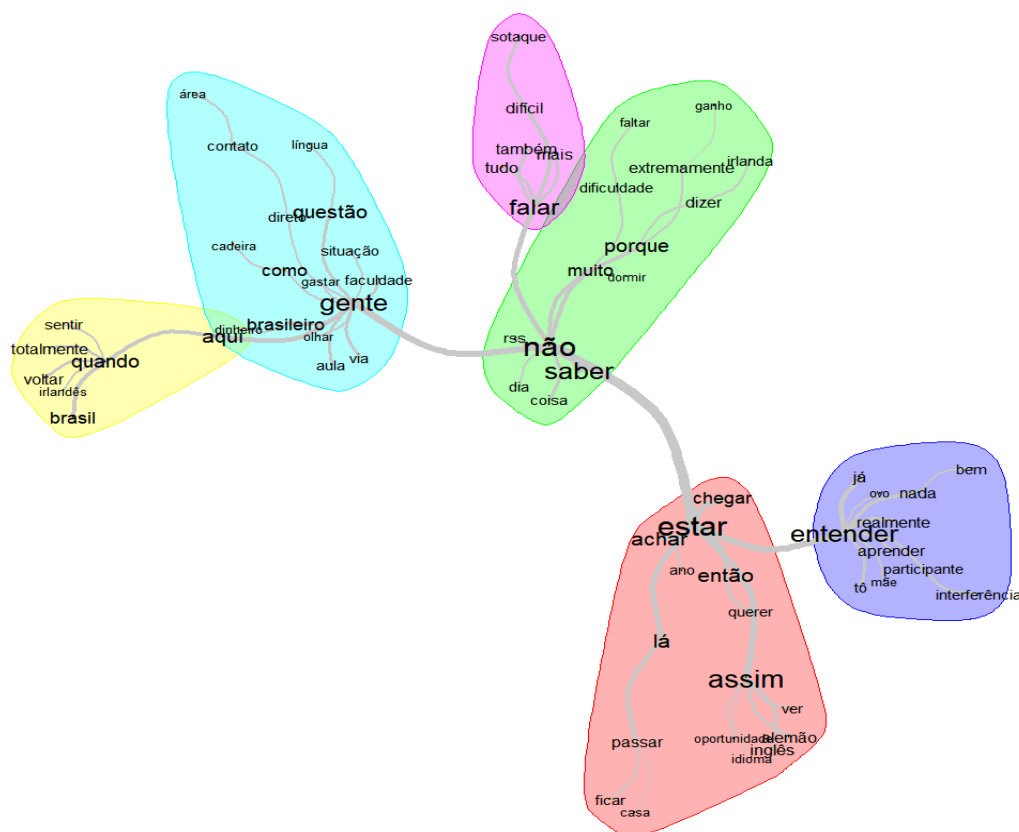 sotaque
difícil
também
mais
tudo
falar
ganho
faltar
extremamente
irlanda
dificuldade
dizer
porque
muito
dormir
não
saber
dia
coisa
área
língua
contato
questão
direto
cadeira
situação
como
gastar
faculdade
gente
brasileiro
dinheiro
olhar
aula
via
aqui
sentir
totalmente
quando
voltar
irlandês
brasil
chegar
estar
achar
ano
então
querer
lá
assim
ver
oportunidade
alemão
inglês
idioma
passar
ficar
casa
bem
já
ovo
nada
entender
realmente
aprender
participante
tô
mãe
interferência